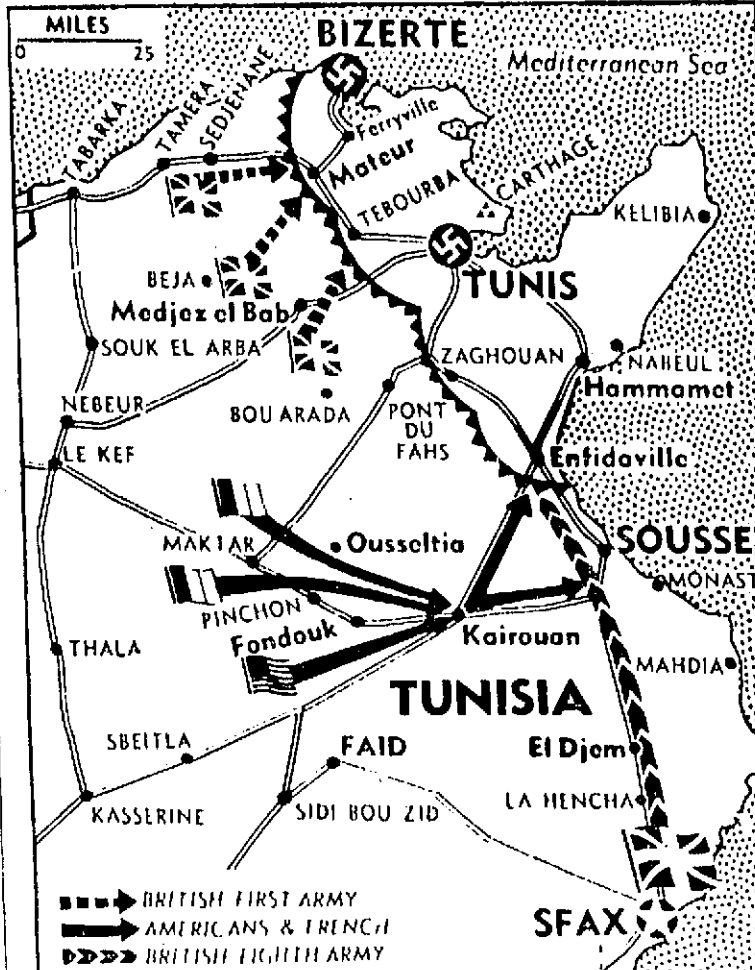 MILES
0 25
BIZERTE
Mediterranean Sea
TABARKA
TAMERA
SEDJENANE
Ferryville
Mateur
TEBOURBA
CARTHAGE
KELIBIA
BEJA
TUNIS
Medjez el Bab
SOUK EL ARBA
ZAGHOUAN
NABEUL
Hammamet
NEBEUR
BOU ARADA
PONT
DU
FAHS
LE KEF
Enfidaville
MAKTAR
Ousseltia
SOUSSE
MONAST
PINCHON
Fondouk
Kairouan
THALA
MAHDIA
TUNISIA
SBEITLA
FAID
El Djem
KASSERINE
SIDI BOU ZID
LA HENCHA
BRITISH FIRST ARMY
AMERICANS & FRENCH
SFAX
BRITISH EIGHTH ARMY